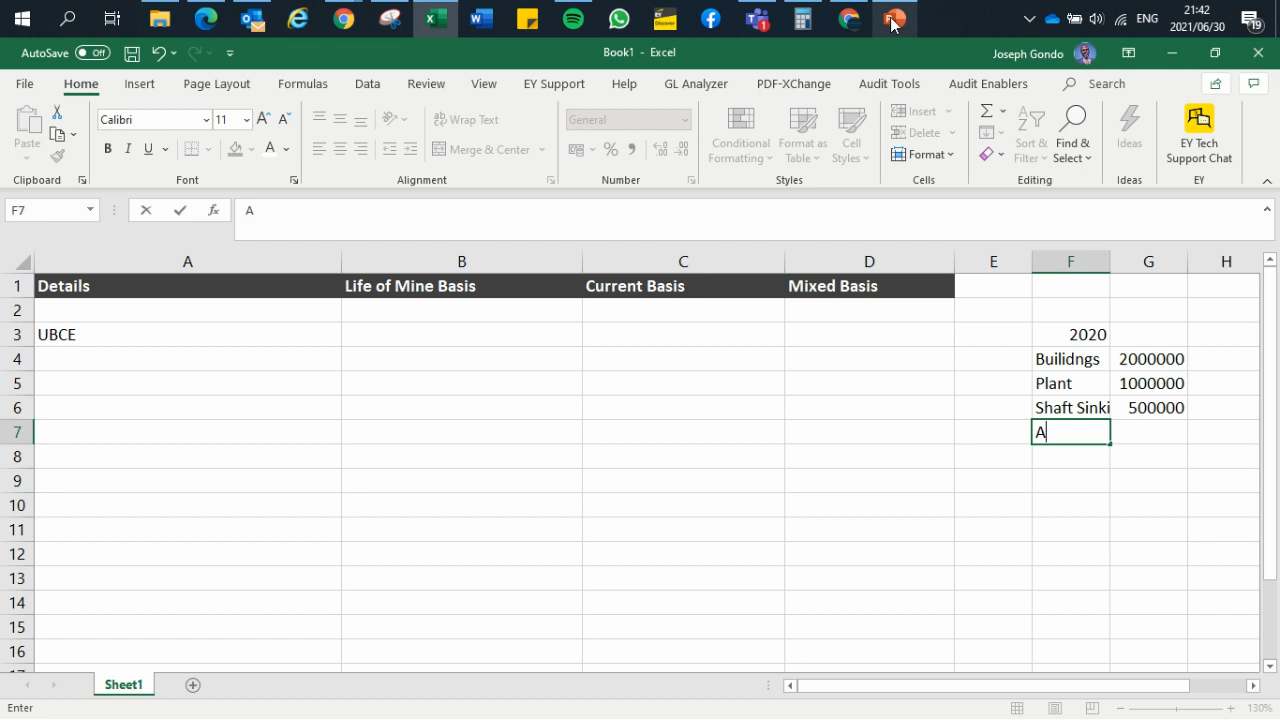 ENG
21:42
2021/06/30
19
AutoSave Off
Book1 - Excel
Joseph Gondo
File Home Insert Page Layout Formulas Data Review View EY Support Help GL Analyzer PDF-XChange Audit Tools Audit Enablers Search
Paste
Calibri 11
B I U
Wrap Text
Merge & Center
General
Conditional Formatting
Format as Table
Cell Styles
Insert
Delete
Format
Sort & Filter
Find & Select
Ideas
EY Tech Support Chat
Clipboard Font Alignment Number Styles Cells Editing Ideas EY
F7 fx A
A B C D E F G H
1 Details Life of Mine Basis Current Basis Mixed Basis
2
3 UBCE 2020
4 Builidngs 2000000
5 Plant 1000000
6 Shaft Sinki 500000
7 A
8
9
10
11
12
13
14
15
16
Sheet1
Enter
130%